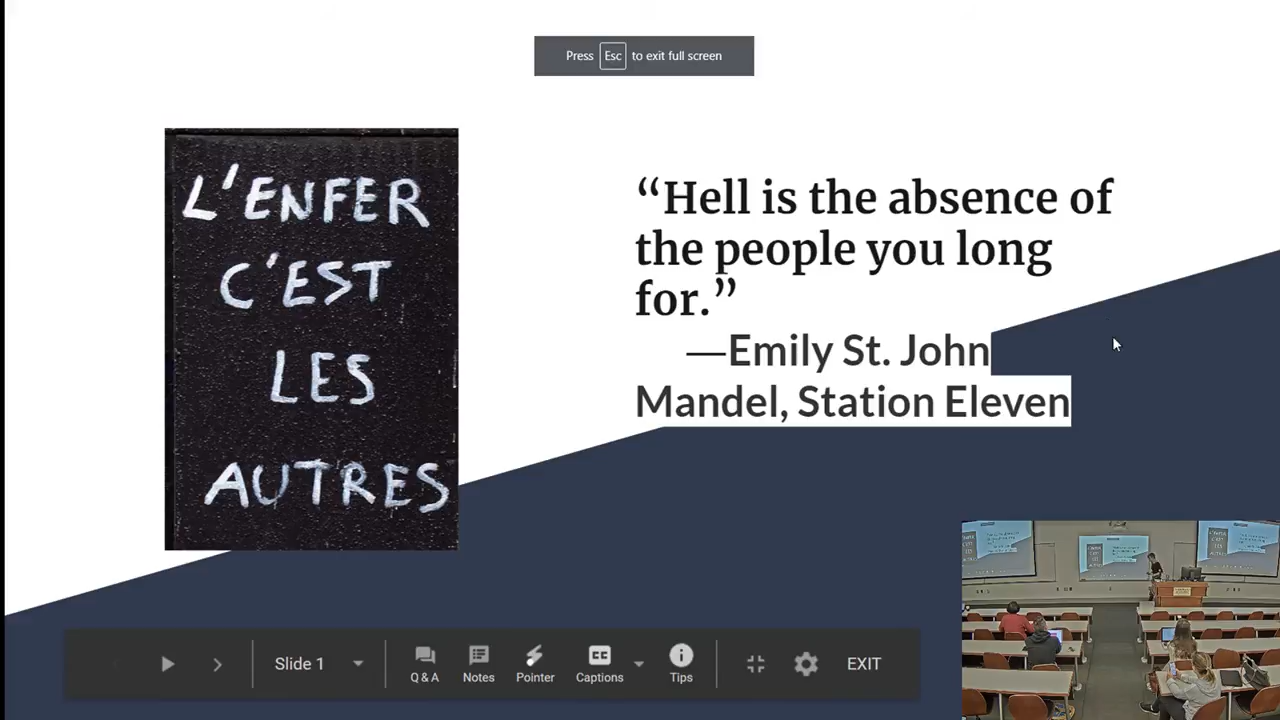 Press Esc to exit full screen
L'ENFER
C'EST
LES
AUTRES
“Hell is the absence of
the people you long
for.”
—Emily St. John
Mandel, Station Eleven
Slide 1
Q & A
Notes
Pointer
Captions
Tips
EXIT